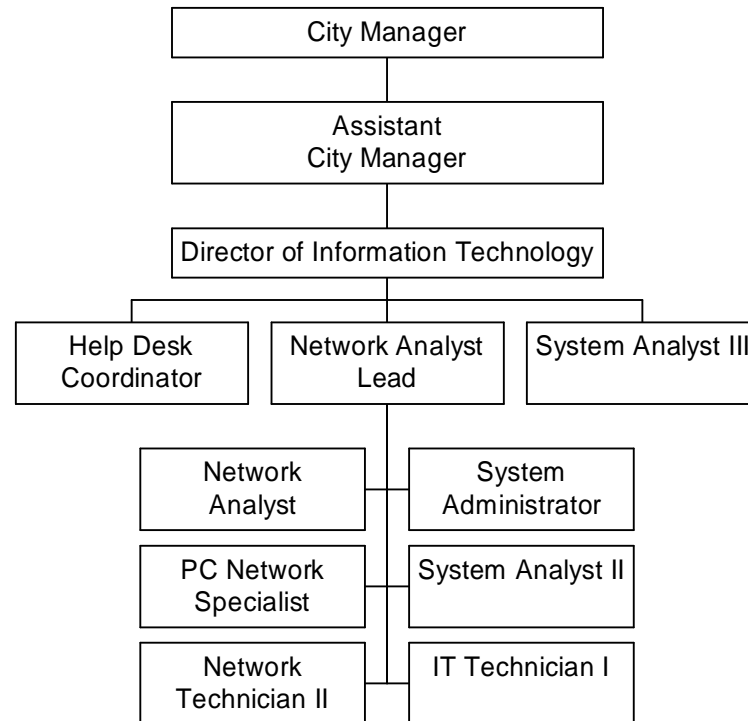 City Manager
Assistant
City Manager
Director of Information Technology
Help Desk
Coordinator
Network Analyst
Lead
System Analyst III
Network
Analyst
System
Administrator
PC Network
Specialist
System Analyst II
Network
Technician II
IT Technician I